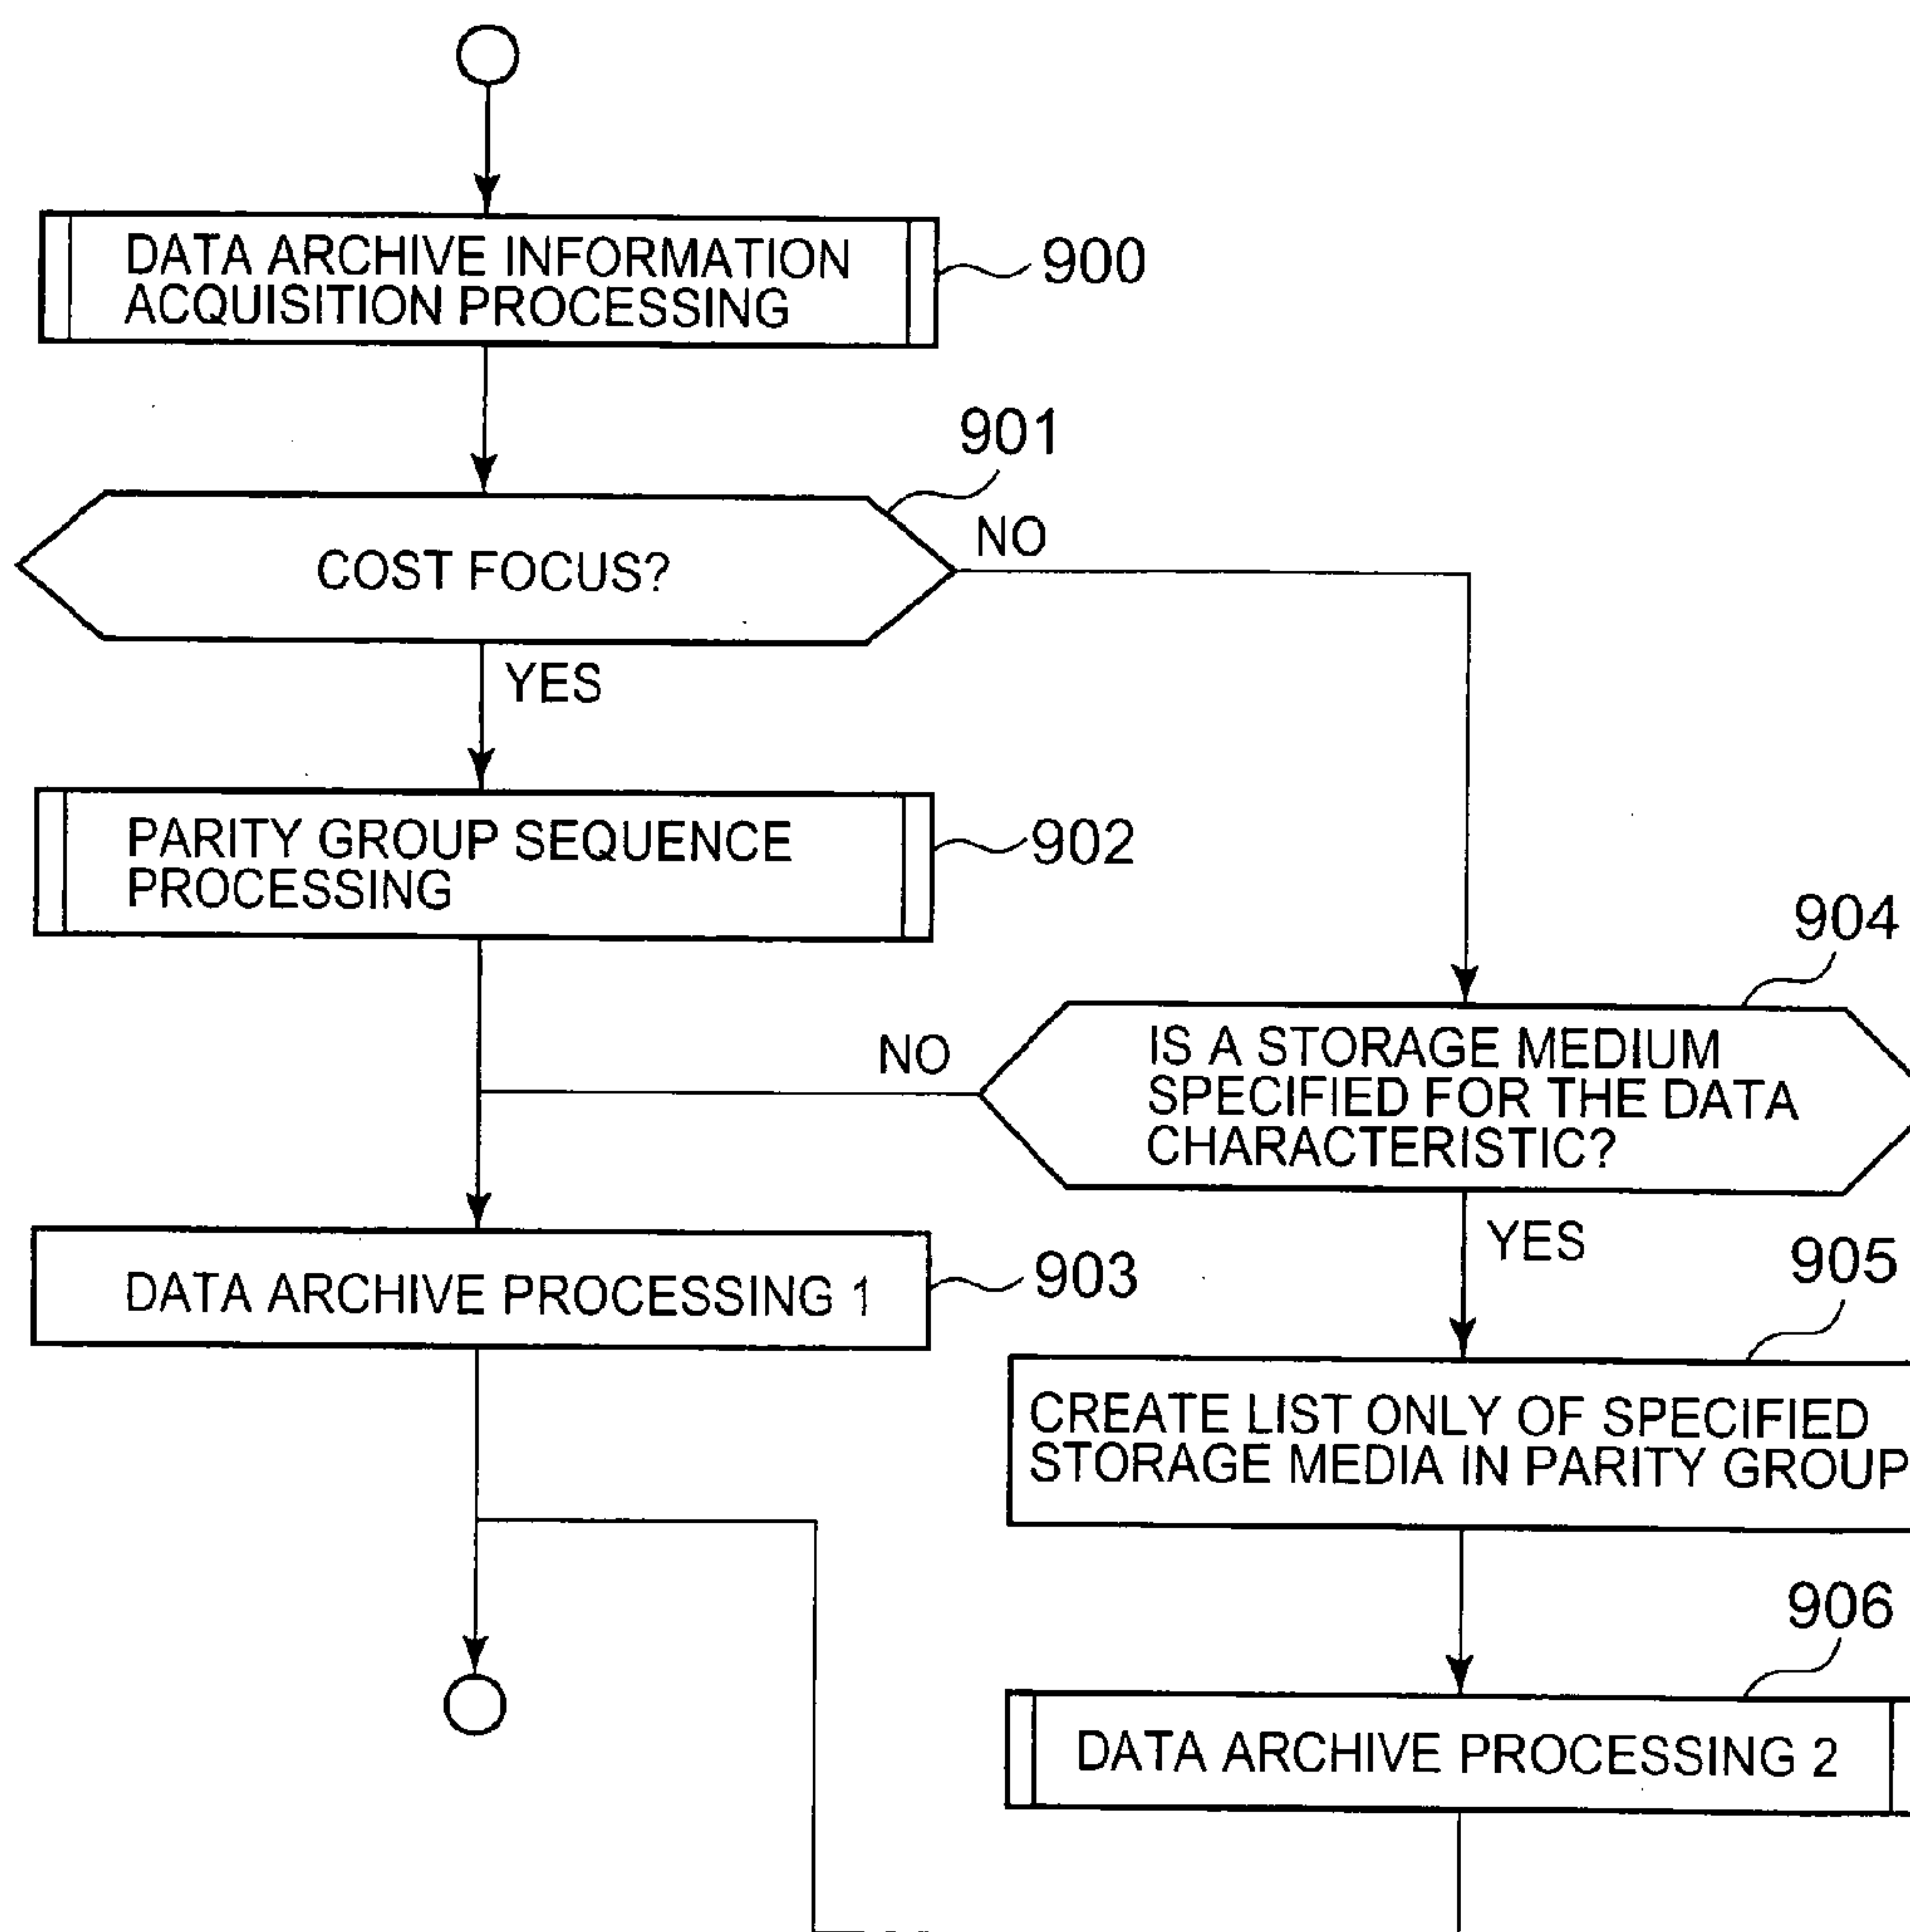 DATA ARCHIVE INFORMATION
ACQUISITION PROCESSING
900
901
COST FOCUS?
NO
YES
PARITY GROUP SEQUENCE
PROCESSING
902
904
NO
IS A STORAGE MEDIUM
SPECIFIED FOR THE DATA
CHARACTERISTIC?
YES
DATA ARCHIVE PROCESSING 1
903
905
CREATE LIST ONLY OF SPECIFIED
STORAGE MEDIA IN PARITY GROUP
906
DATA ARCHIVE PROCESSING 2